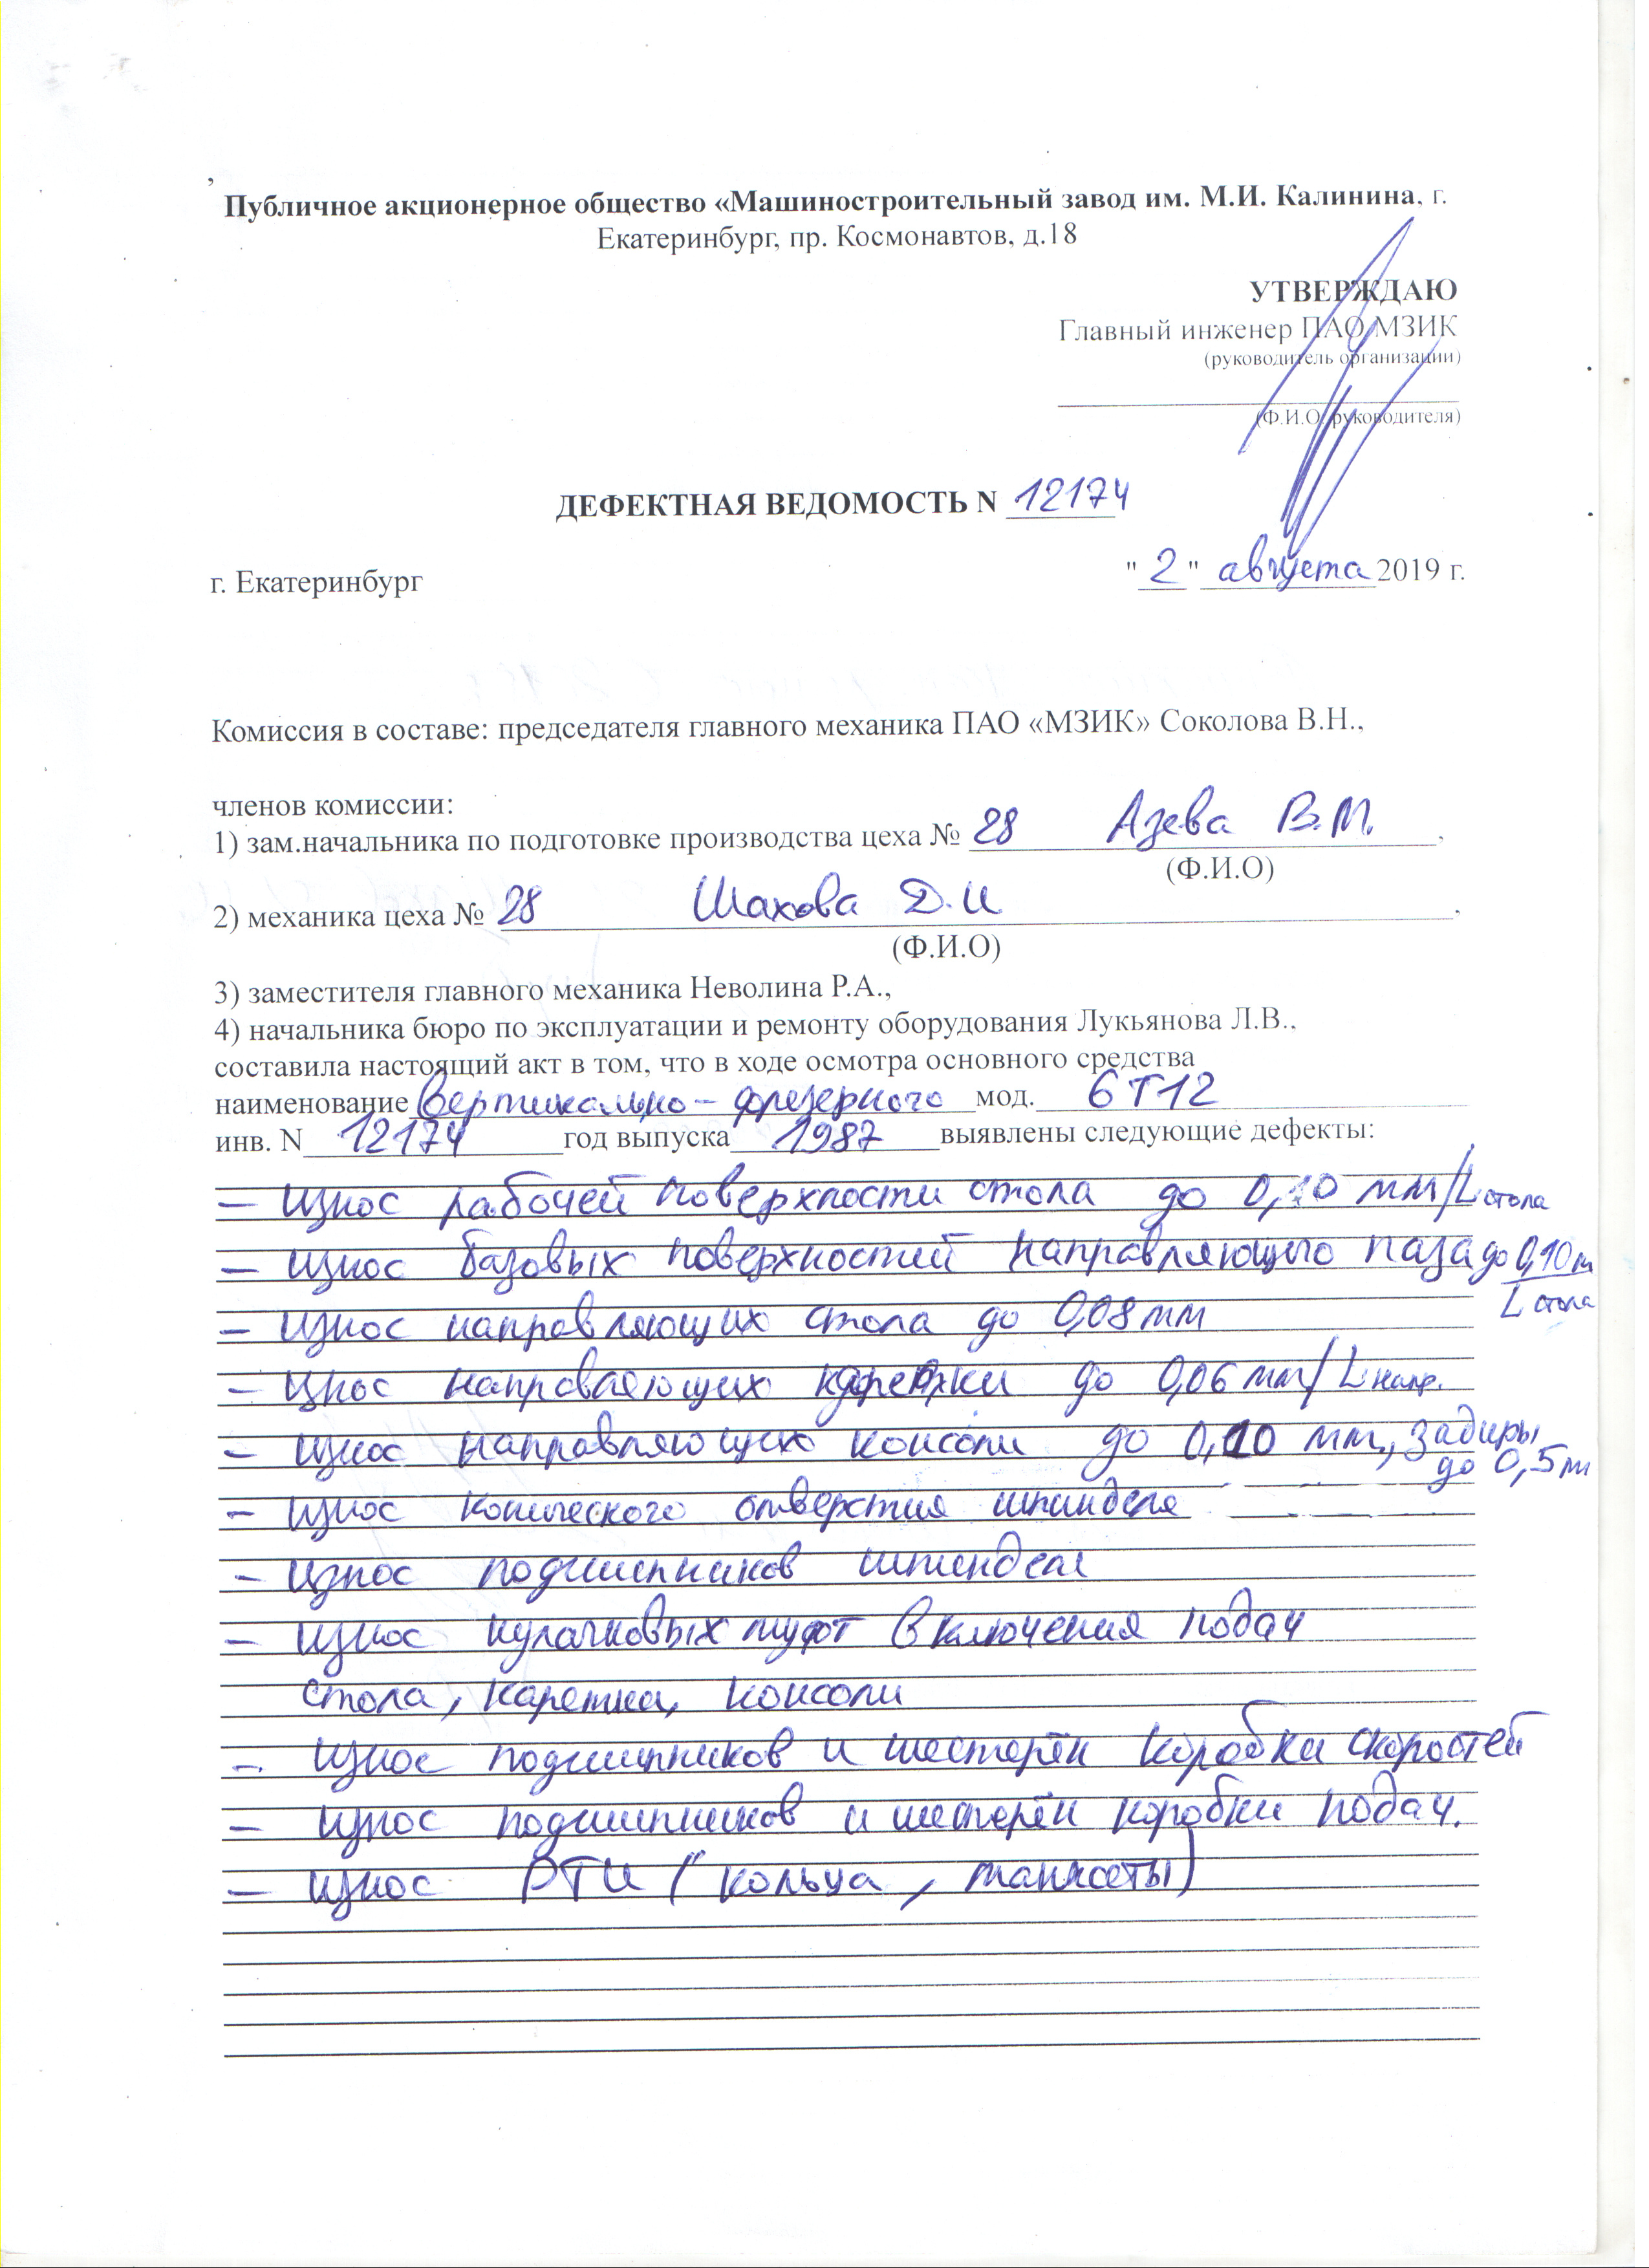 Публичное акционерное общество «Машиностроительный завод им. М.И. Калинина, г.
Екатеринбург, пр. Космонавтов, д.18
УТВЕРЖДАЮ
Главный инженер ПАО МЗИК
(руководитель организации)
(Ф.И.О. руководителя)
ДЕФЕКТНАЯ ВЕДОМОСТЬ N 12174
г. Екатеринбург "2" августа 2019 г.
Комиссия в составе: председателя главного механика ПАО «МЗИК» Соколова В.Н.,
членов комиссии:
1) зам.начальника по подготовке производства цеха № 28 Азева В.М.,
(Ф.И.О)
2) механика цеха № 28 Шахова Д.И.
(Ф.И.О)
3) заместителя главного механика Неволина Р.А.,
4) начальника бюро по эксплуатации и ремонту оборудования Лукьянова Л.В.,
составила настоящий акт в том, что в ходе осмотра основного средства
наименование вертикально-фрезерного мод. 6Т12
инв. N 12174 год выпуска 1987 выявлены следующие дефекты:
– Износ рабочей поверхности стола до 0,10 мм/L стола
– Износ базовых поверхностей направляющего паза до 0,10 м
L стола
– Износ направляющих стола до 0,08 мм
– Износ направляющих каретки до 0,06 мм/L напр.
– Износ направляющих консоли до 0,10 мм, задиры
до 0,5 мм
– Износ конического отверстия шпинделя
– Износ подшипников шпинделя
– Износ кулачковых муфт включения подач
стола, каретки, консоли
– Износ подшипников и шестерён коробки скоростей
– Износ подшипников и шестерён коробки подач.
– Износ РТИ (кольца, манжеты)